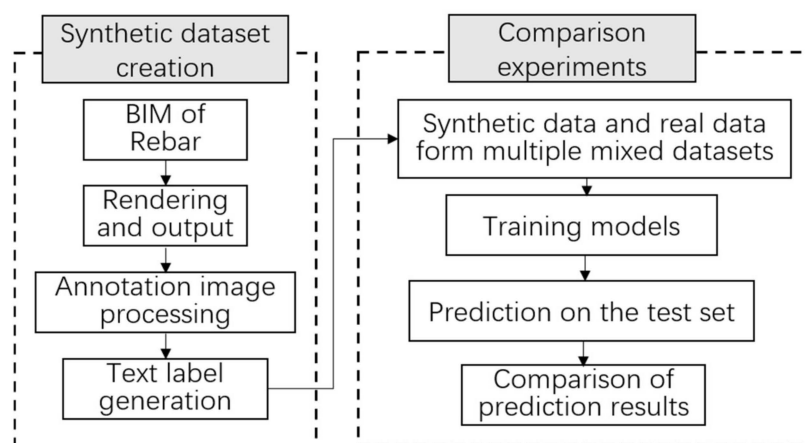 Synthetic dataset
creation
BIM of
Rebar
Rendering
and output
Annotation image
processing
Text label
generation
Comparison
experiments
Synthetic data and real data
form multiple mixed datasets
Training models
Prediction on the test set
Comparison of
prediction results